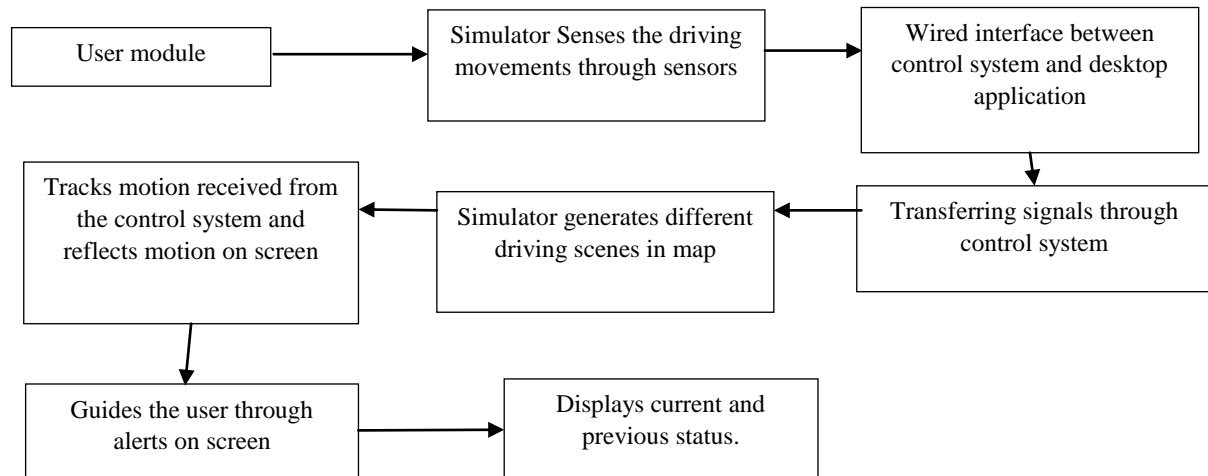 User module
Simulator Senses the driving
movements through sensors
Wired interface between
control system and desktop
application
Transferring signals through
control system
Simulator generates different
driving scenes in map
Tracks motion received from
the control system and
reflects motion on screen
Guides the user through
alerts on screen
Displays current and
previous status.